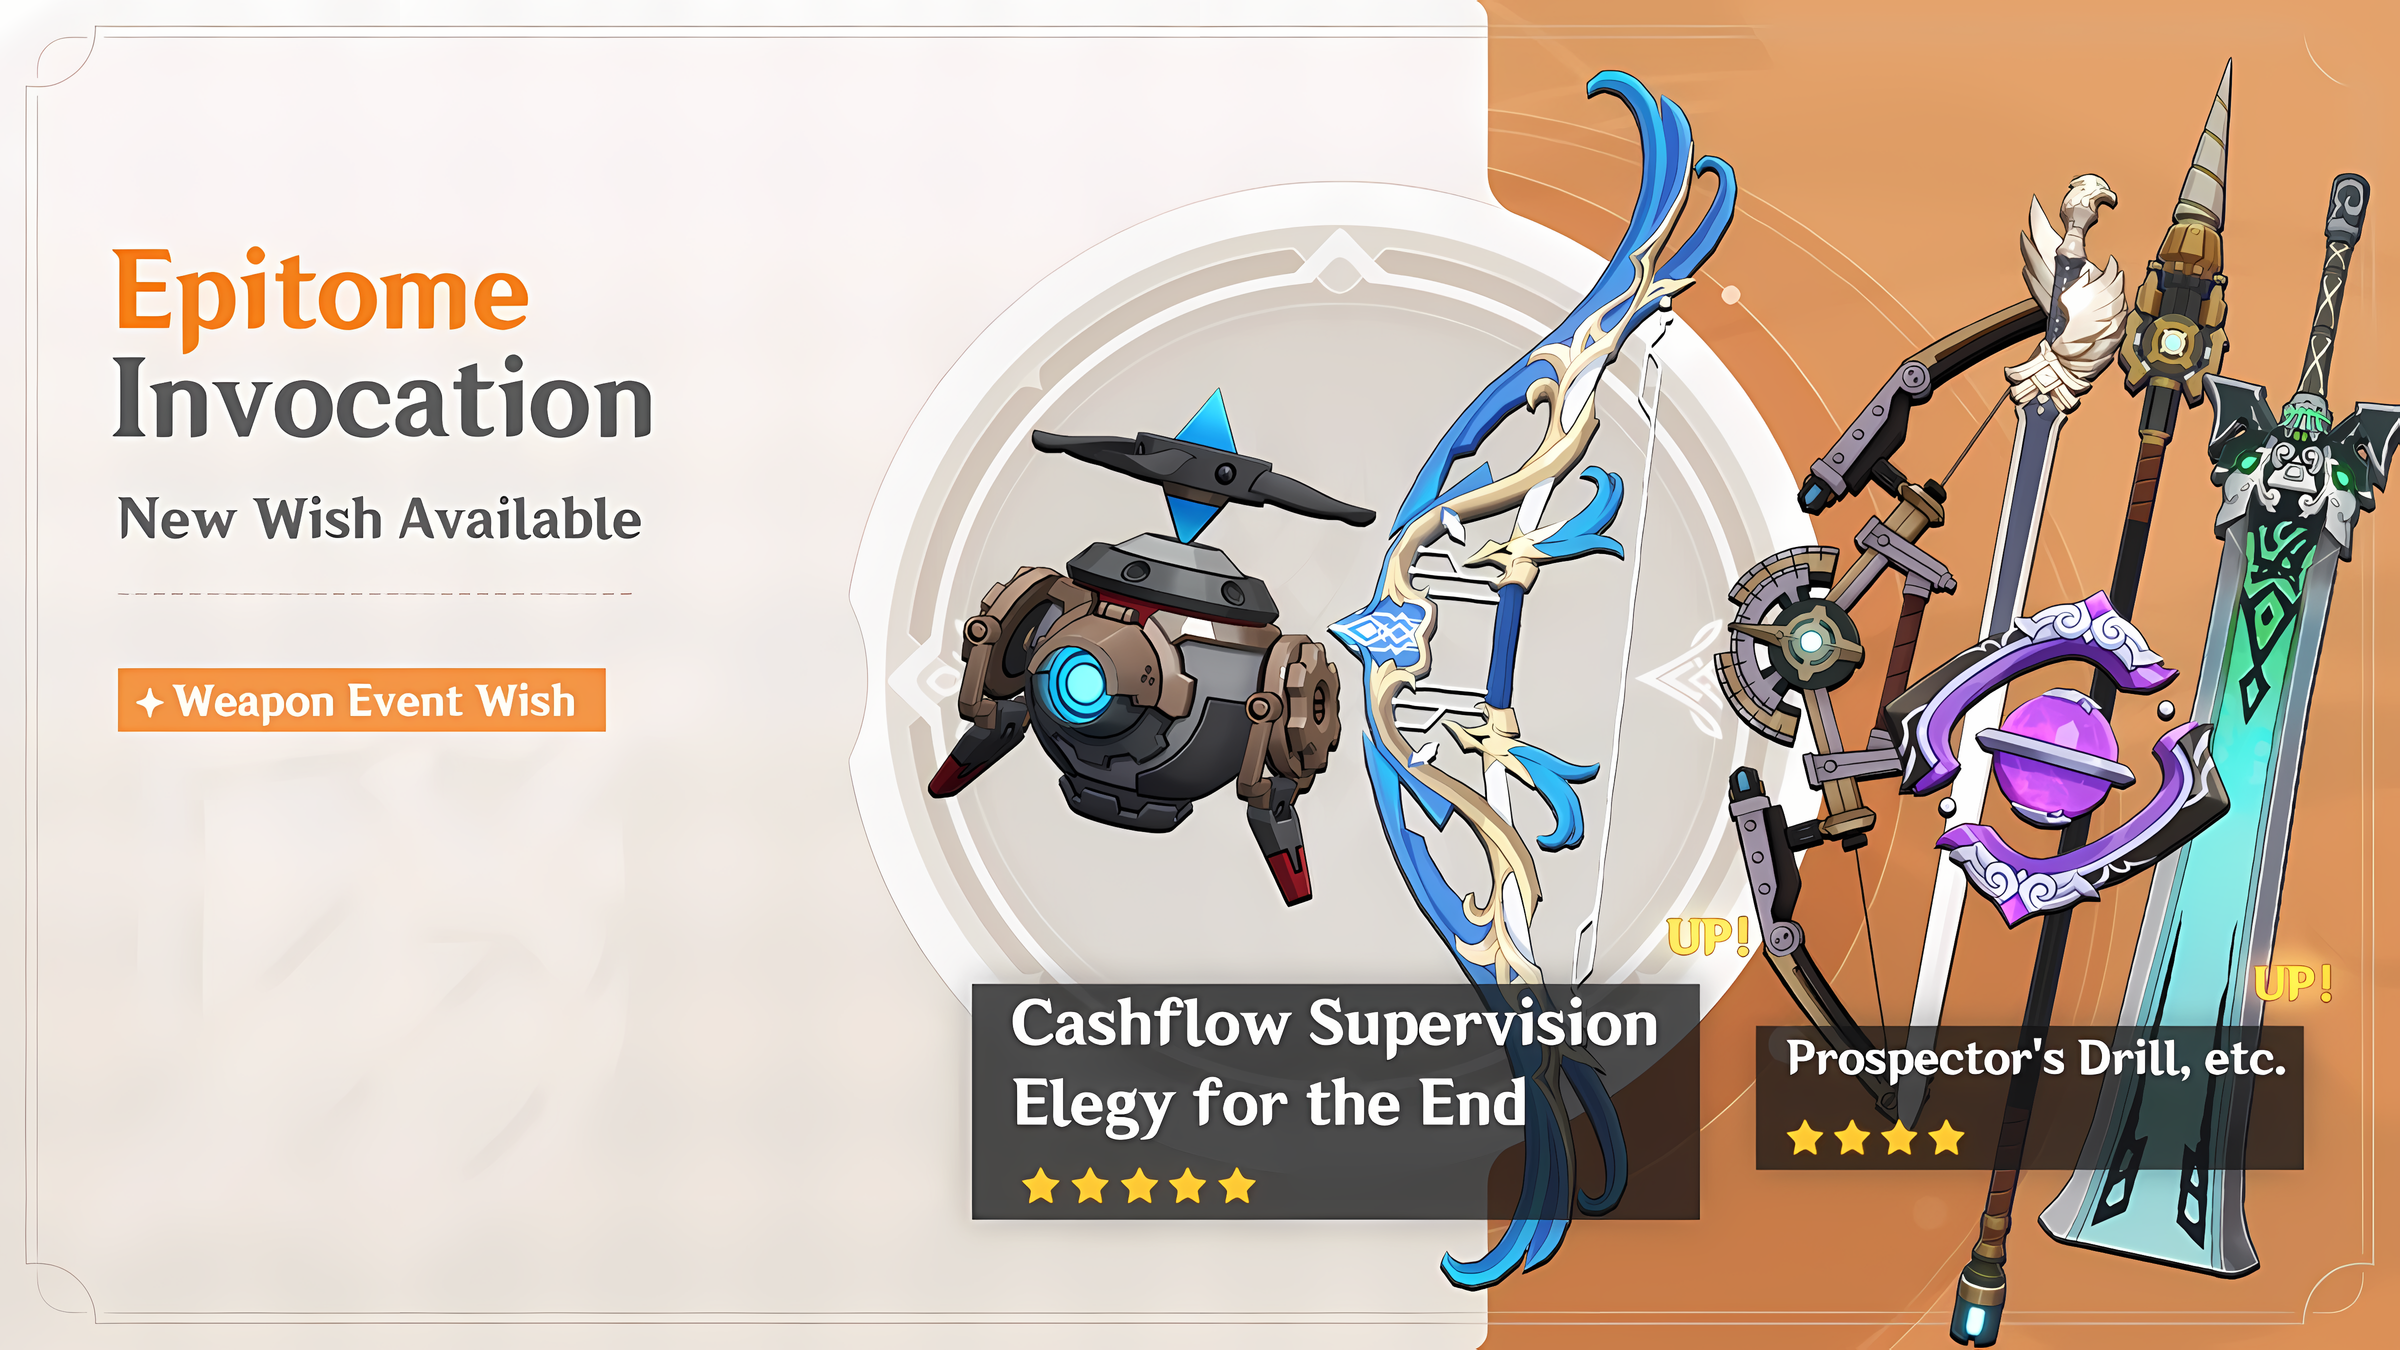 Epitome
Invocation
New Wish Available
Weapon Event Wish
UP!
Cashflow Supervision
Elegy for the End
UP!
Prospector's Drill, etc.